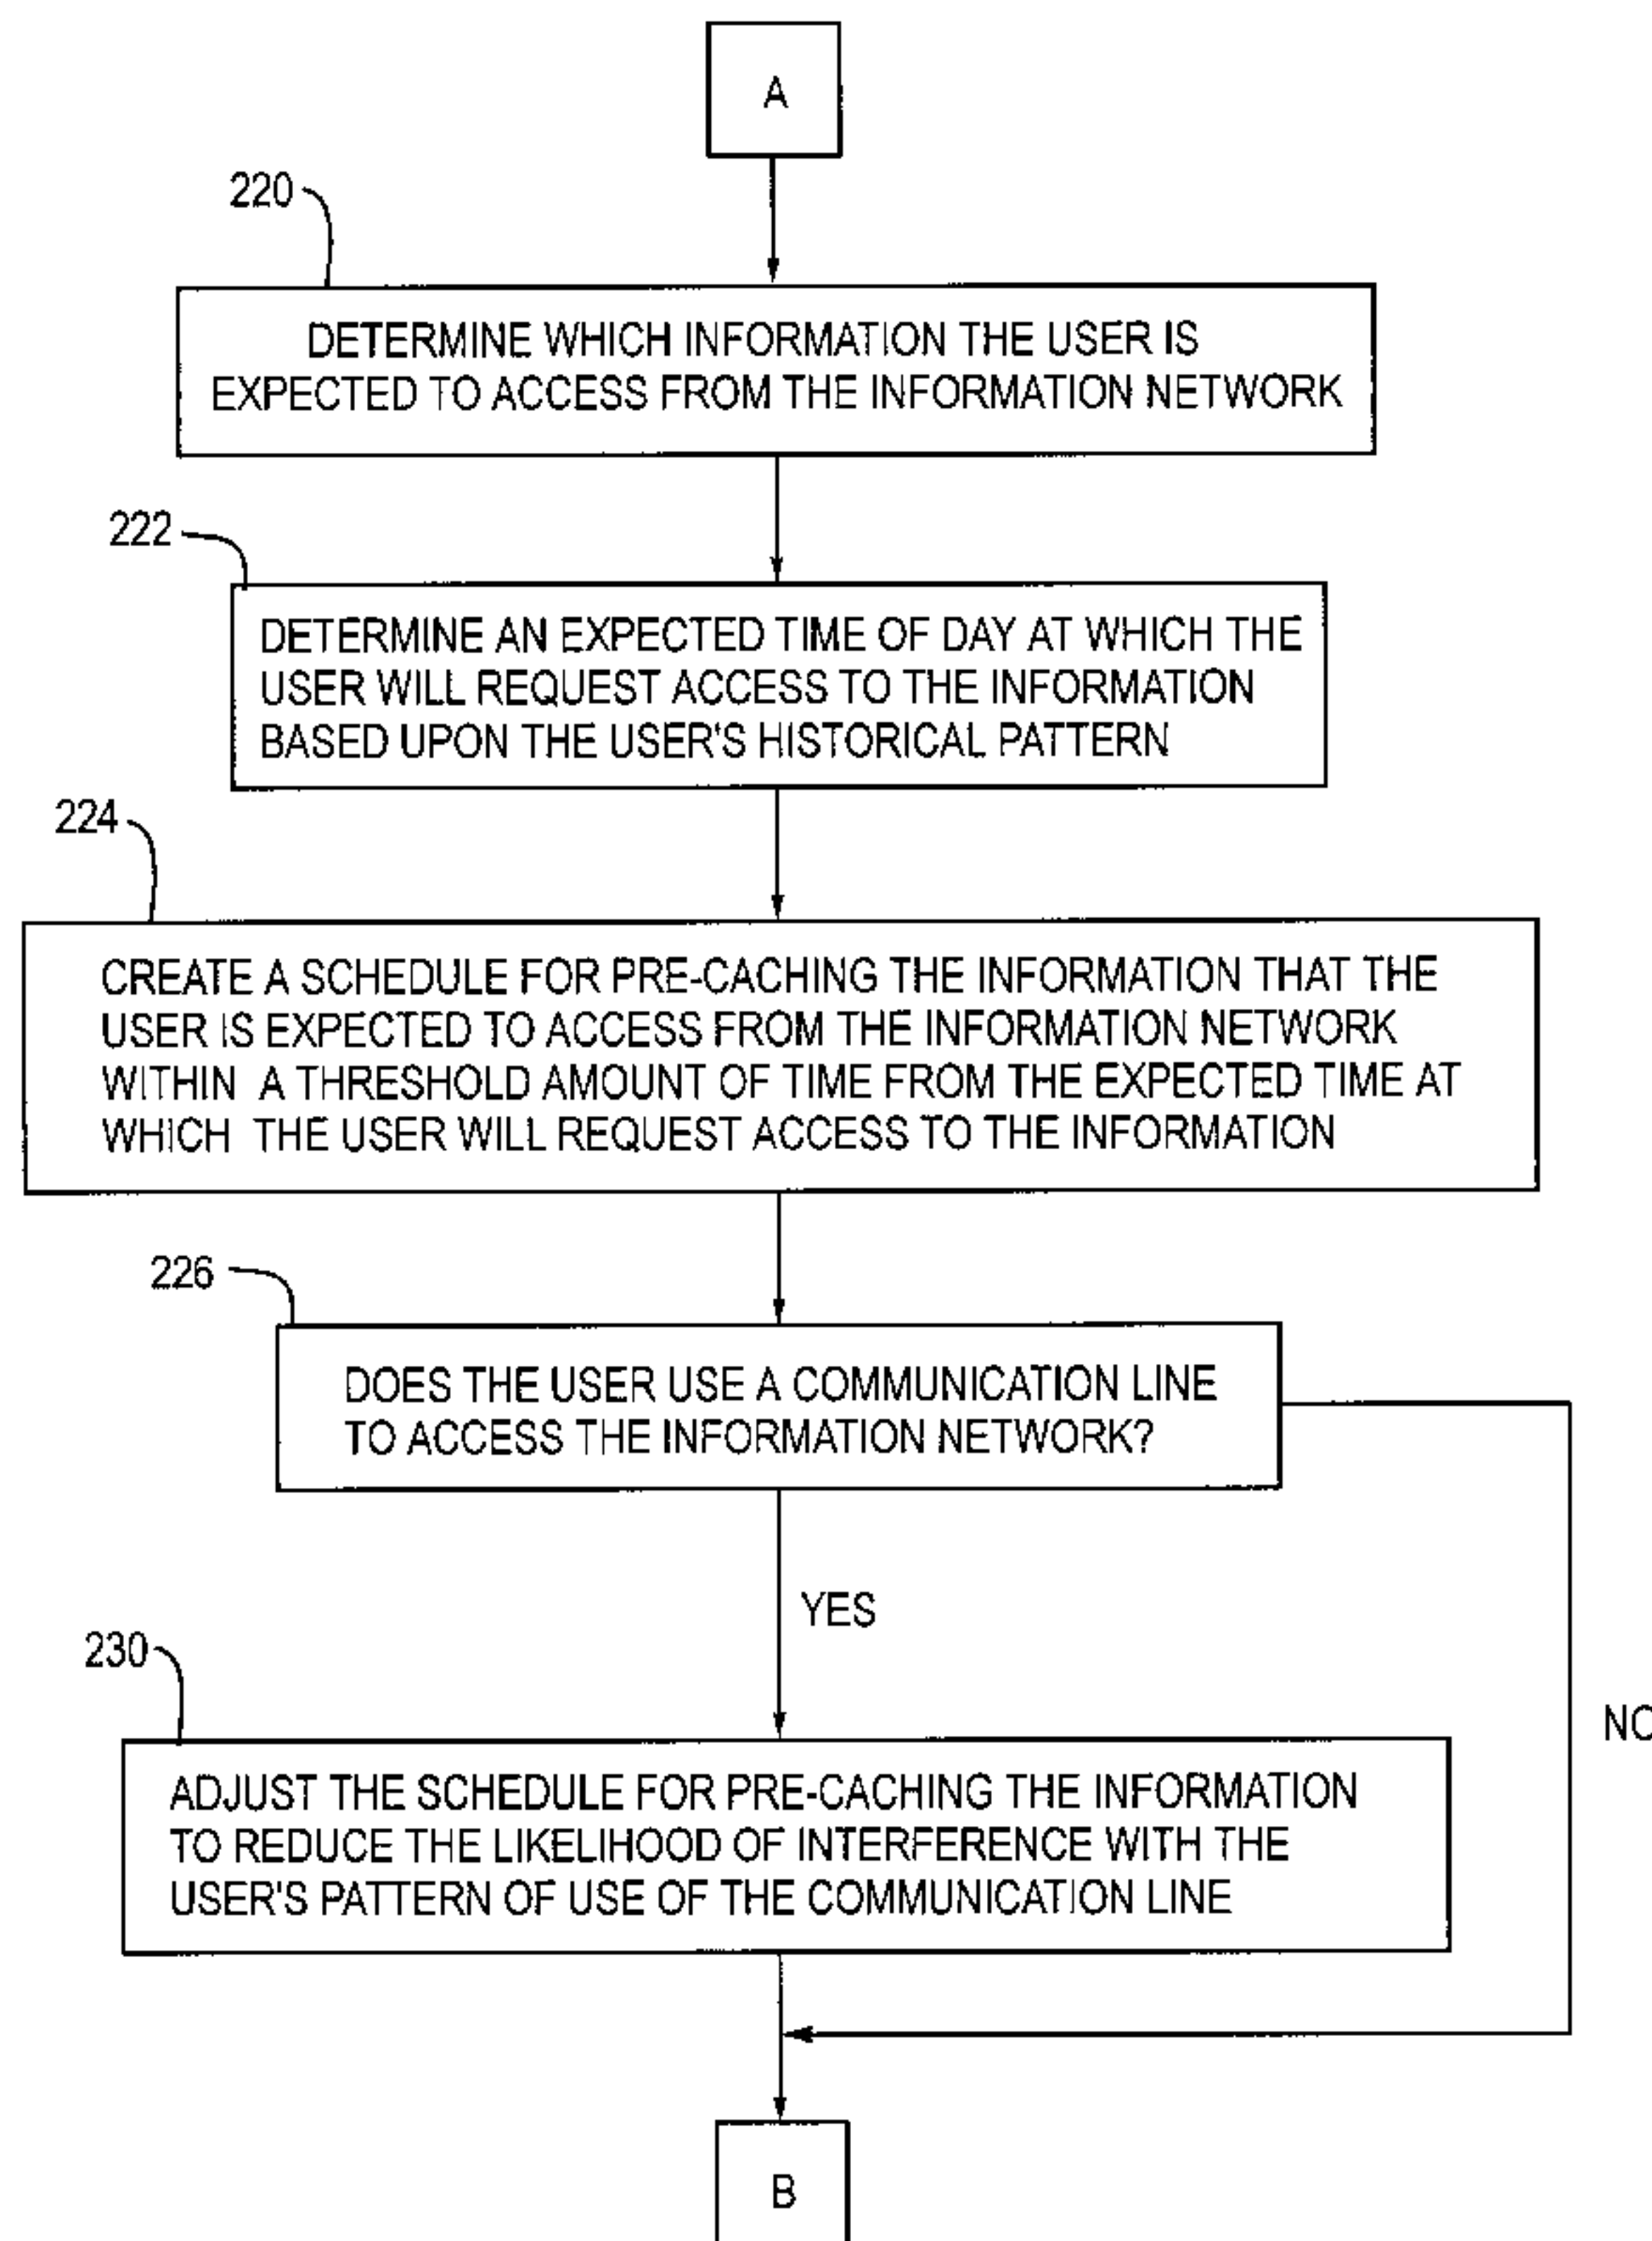 A
220
DETERMINE WHICH INFORMATION THE USER IS
EXPECTED TO ACCESS FROM THE INFORMATION NETWORK
222
DETERMINE AN EXPECTED TIME OF DAY AT WHICH THE
USER WILL REQUEST ACCESS TO THE INFORMATION
BASED UPON THE USER'S HISTORICAL PATTERN
224
CREATE A SCHEDULE FOR PRE-CACHING THE INFORMATION THAT THE
USER IS EXPECTED TO ACCESS FROM THE INFORMATION NETWORK
WITHIN A THRESHOLD AMOUNT OF TIME FROM THE EXPECTED TIME AT
WHICH THE USER WILL REQUEST ACCESS TO THE INFORMATION
226
DOES THE USER USE A COMMUNICATION LINE
TO ACCESS THE INFORMATION NETWORK?
YES
230
NO
ADJUST THE SCHEDULE FOR PRE-CACHING THE INFORMATION
TO REDUCE THE LIKELIHOOD OF INTERFERENCE WITH THE
USER'S PATTERN OF USE OF THE COMMUNICATION LINE
B